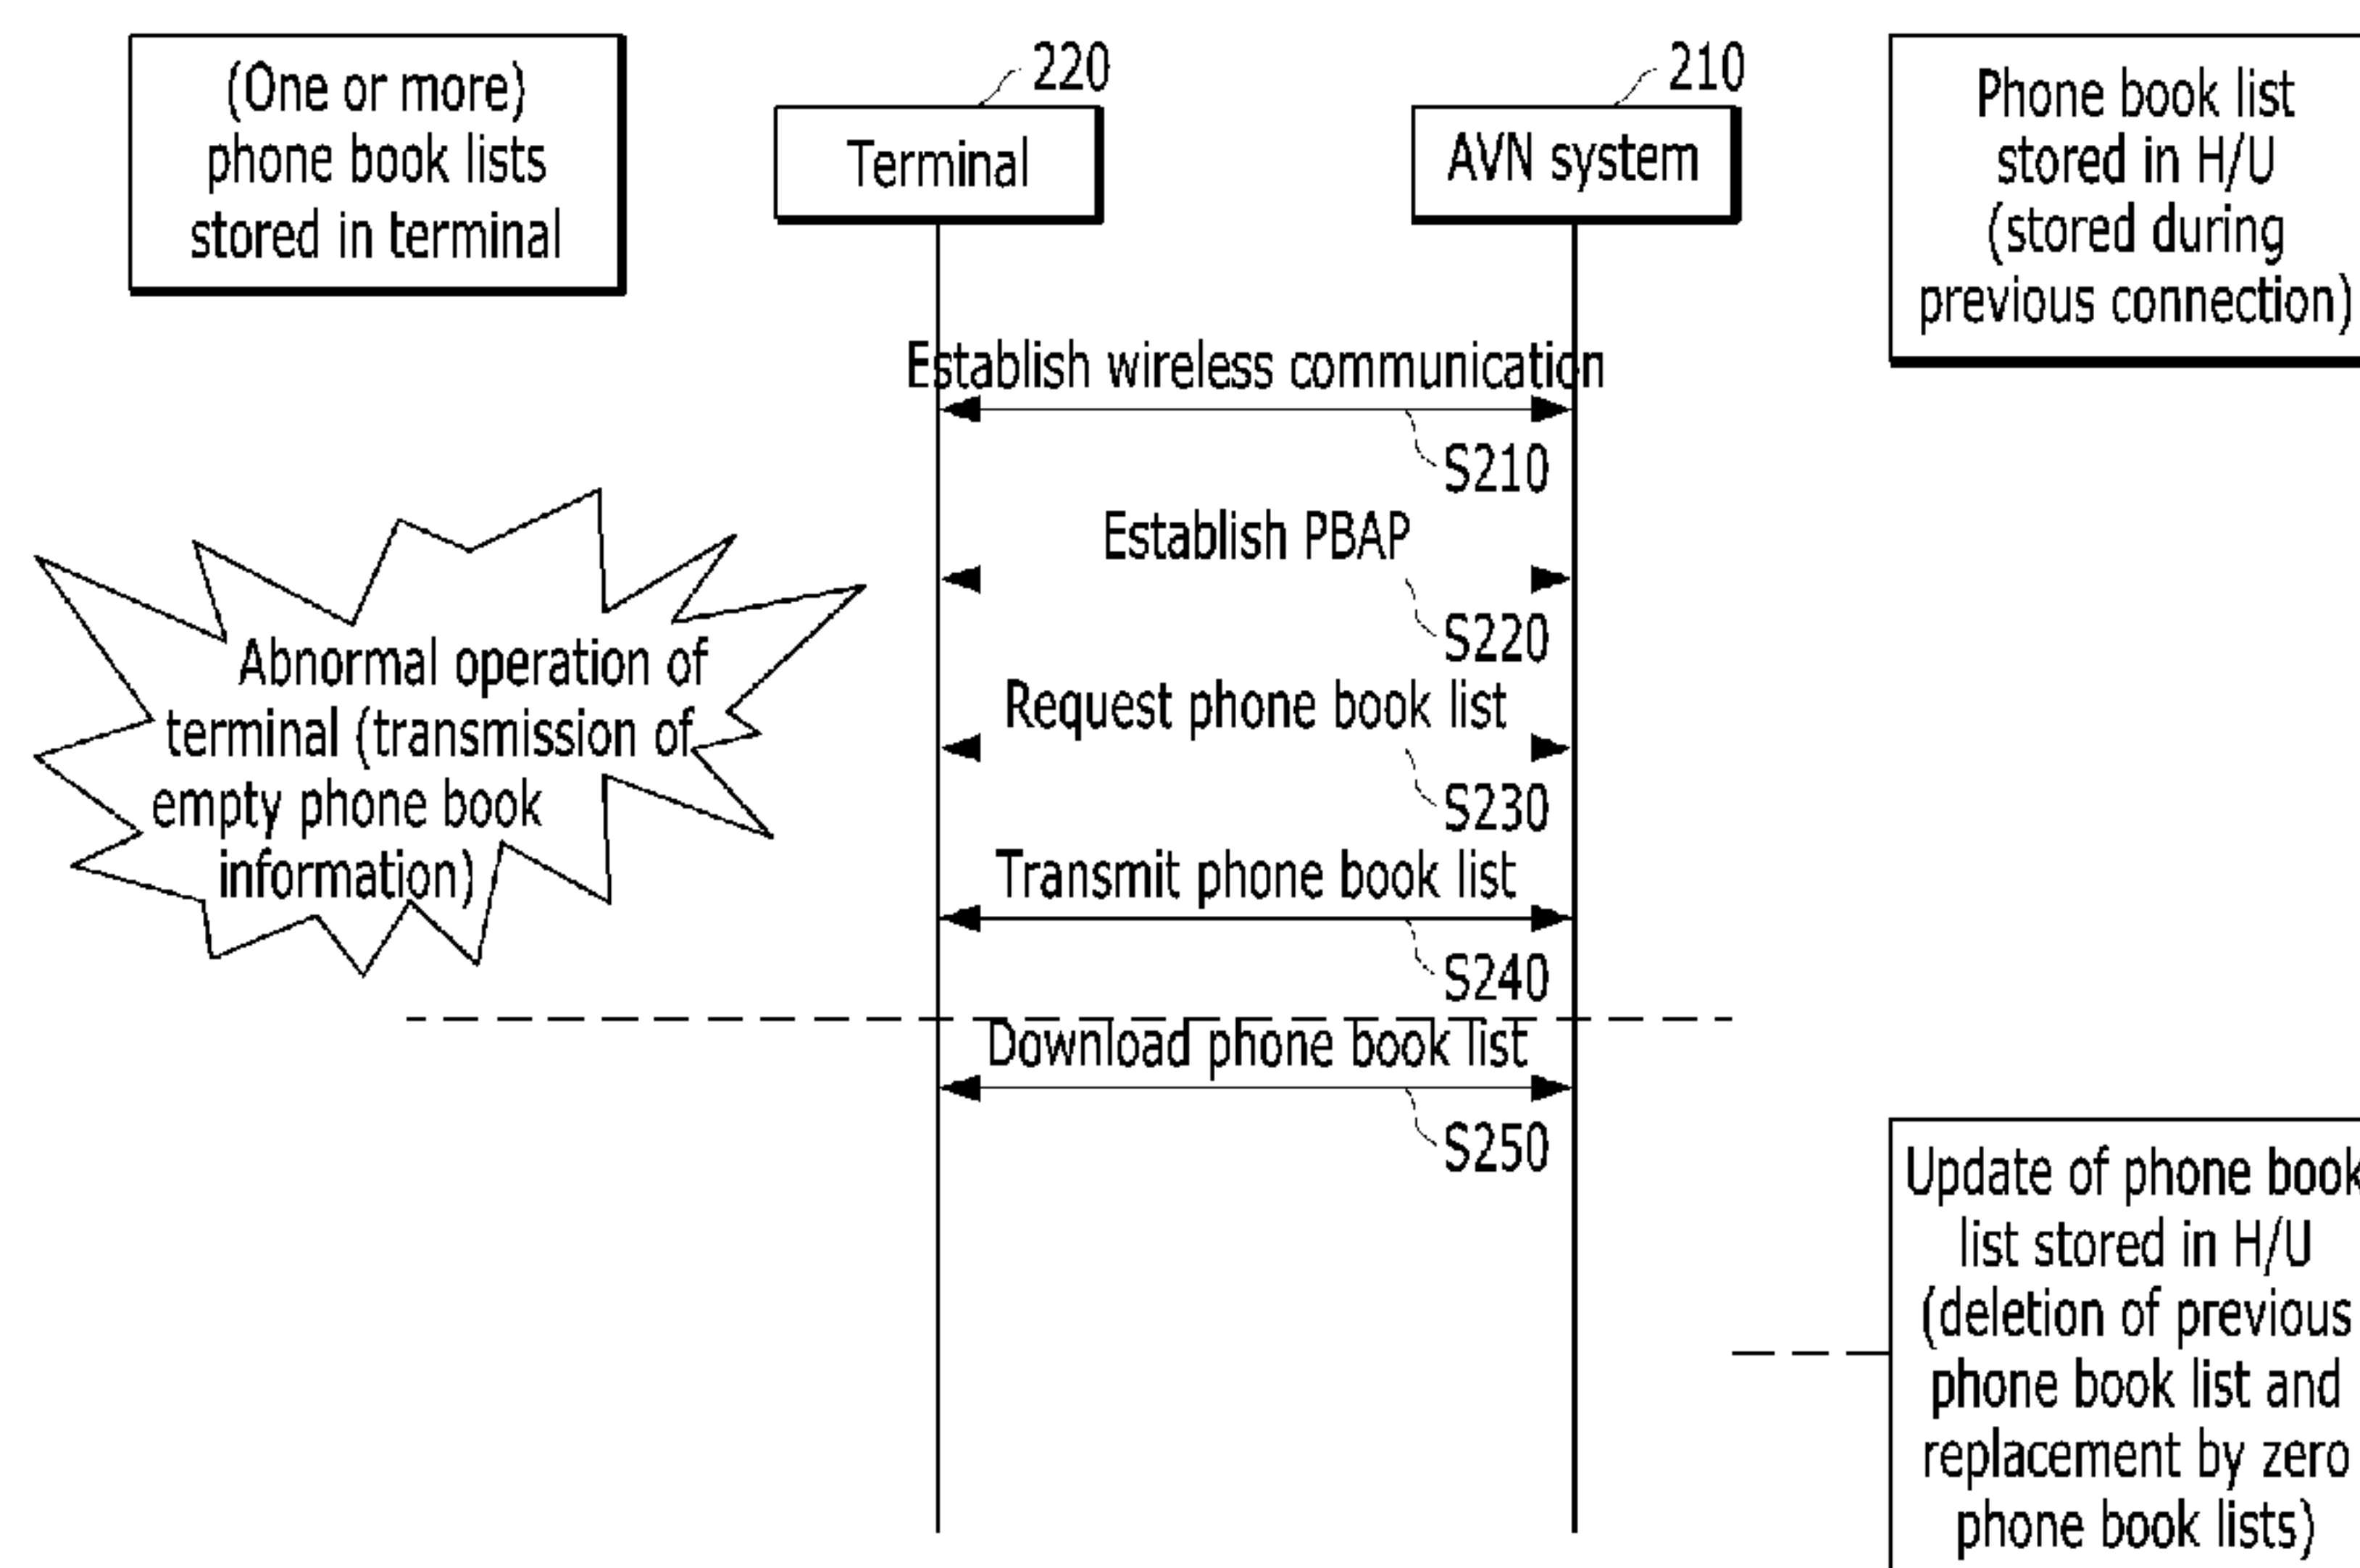 (One or more)
phone book lists
stored in terminal
220
Terminal
210
AVN system
Phone book list
stored in H/U
(stored during
previous connection)
Establish wireless communication
S210
Establish PBAP
S220
Abnormal operation of
terminal (transmission of
empty phone book
information)
Request phone book list
S230
Transmit phone book list
S240
Download phone book list
S250
Update of phone book
list stored in H/U
(deletion of previous
phone book list and
replacement by zero
phone book lists)